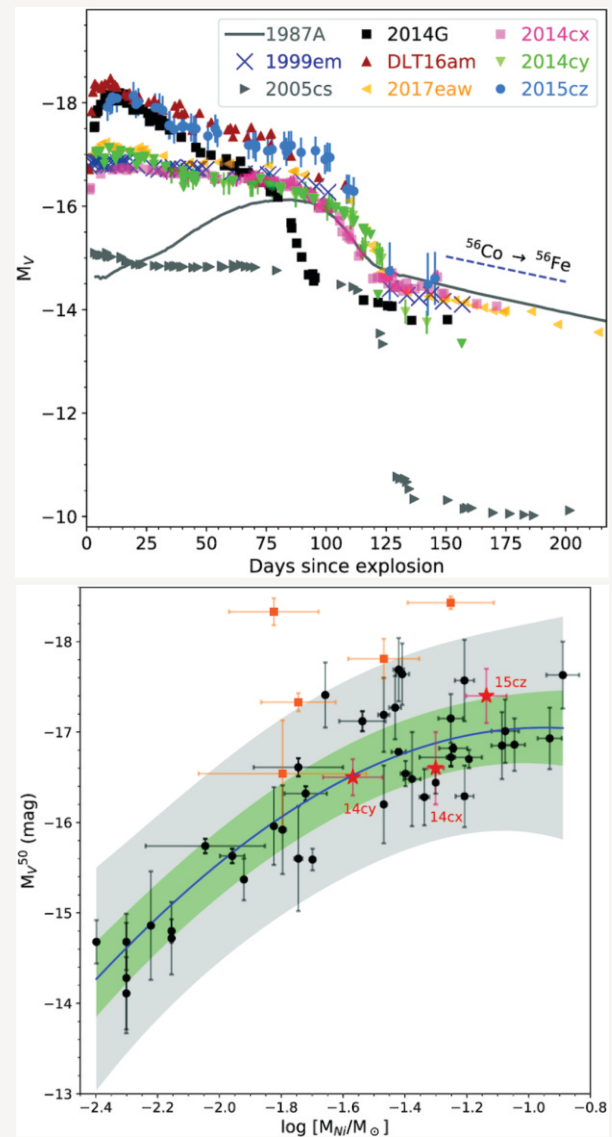 1987A 2014G 2014cx
1999em DLT16am 2014cy
2005cs 2017eaw 2015cz
-18
-16
-14
-12
-10
M_V
⁵⁶Co → ⁵⁶Fe
0 25 50 75 100 125 150 175 200
Days since explosion
-18
-17
-16
-15
-14
-13
M_V⁵⁰ (mag)
15cz
14cy
14cx
-2.4 -2.2 -2.0 -1.8 -1.6 -1.4 -1.2 -1.0 -0.8
log [M_Ni/M_⊙]